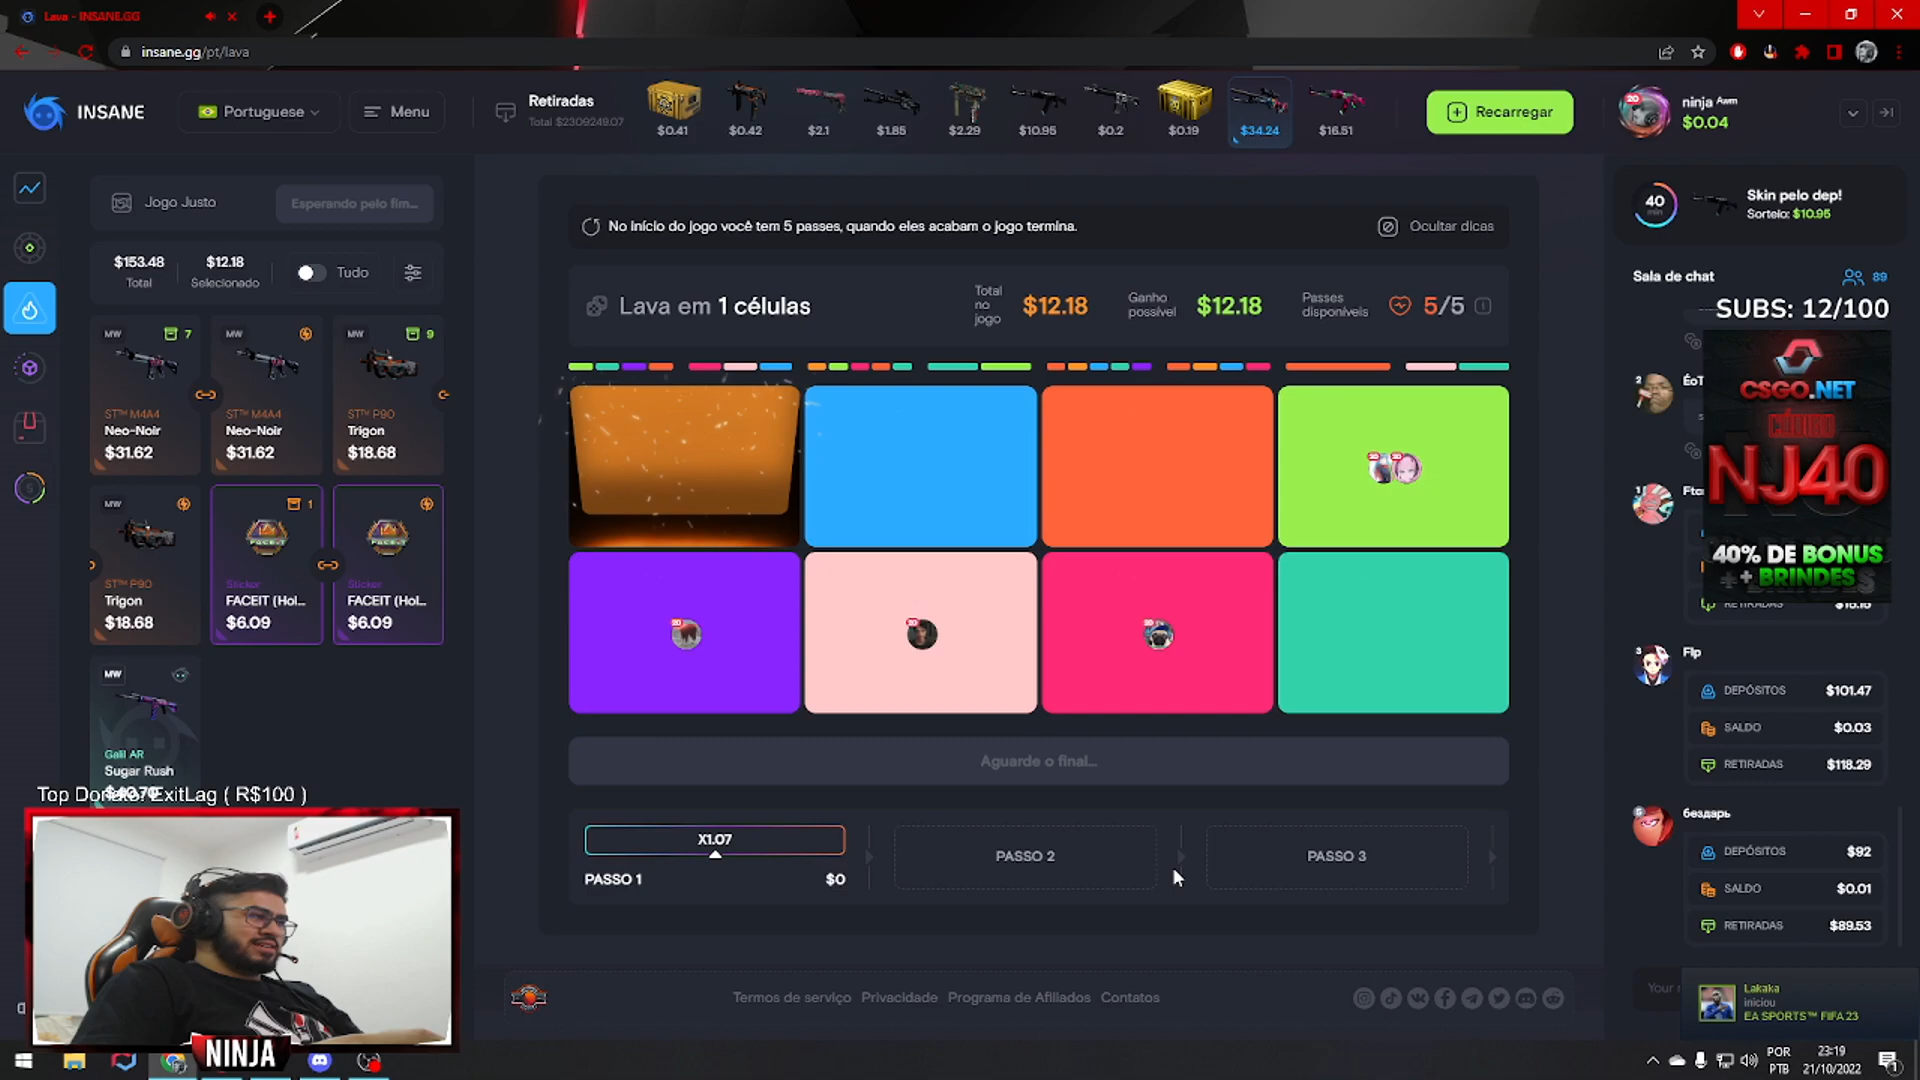 Lava - INSANE.GG
insane.gg/pt/lava
INSANE
Portuguese
Menu
Retiradas
Total $2309249.07
$0.41
$0.42
$2.1
$1.85
$2.29
$10.95
$0.2
$0.19
$34.24
$16.51
Recarregar
20
ninja Awm
$0.04
Jogo Justo
Esperando pelo fim...
$153.48
Total
$12.18
Selecionado
Tudo
MW
7
ST™ M4A4
Neo-Noir
$31.62
MW
ST™ M4A4
Neo-Noir
$31.62
MW
9
ST™ P90
Trigon
$18.68
MW
ST™ P90
Trigon
$18.68
1
Sticker
FACEIT (Hol...
$6.09
Sticker
FACEIT (Hol...
$6.09
MW
Galil AR
Sugar Rush
Top Donate: ExitLag ( R$100 )
NINJA
No início do jogo você tem 5 passes, quando eles acabam o jogo termina.
Ocultar dicas
Lava em 1 células
Total no jogo
$12.18
Ganho possível
$12.18
Passes disponíveis
5/5
Aguarde o final...
X1.07
PASSO 1
$0
PASSO 2
PASSO 3
Termos de serviço
Privacidade
Programa de Afiliados
Contatos
40
min
Skin pelo dep!
Sorteio: $10.95
Sala de chat
89
SUBS: 12/100
CSGO.NET
CÓDIGO
NJ40
40% DE BONUS
+ BRINDES
RETIRADAS
3
Flp
DEPÓSITOS
$101.47
SALDO
$0.03
RETIRADAS
$118.29
бездарь
DEPÓSITOS
$92
SALDO
$0.01
RETIRADAS
$89.53
Lakaka
iniciou
EA SPORTS™ FIFA 23
POR
PTB
23:19
21/10/2022